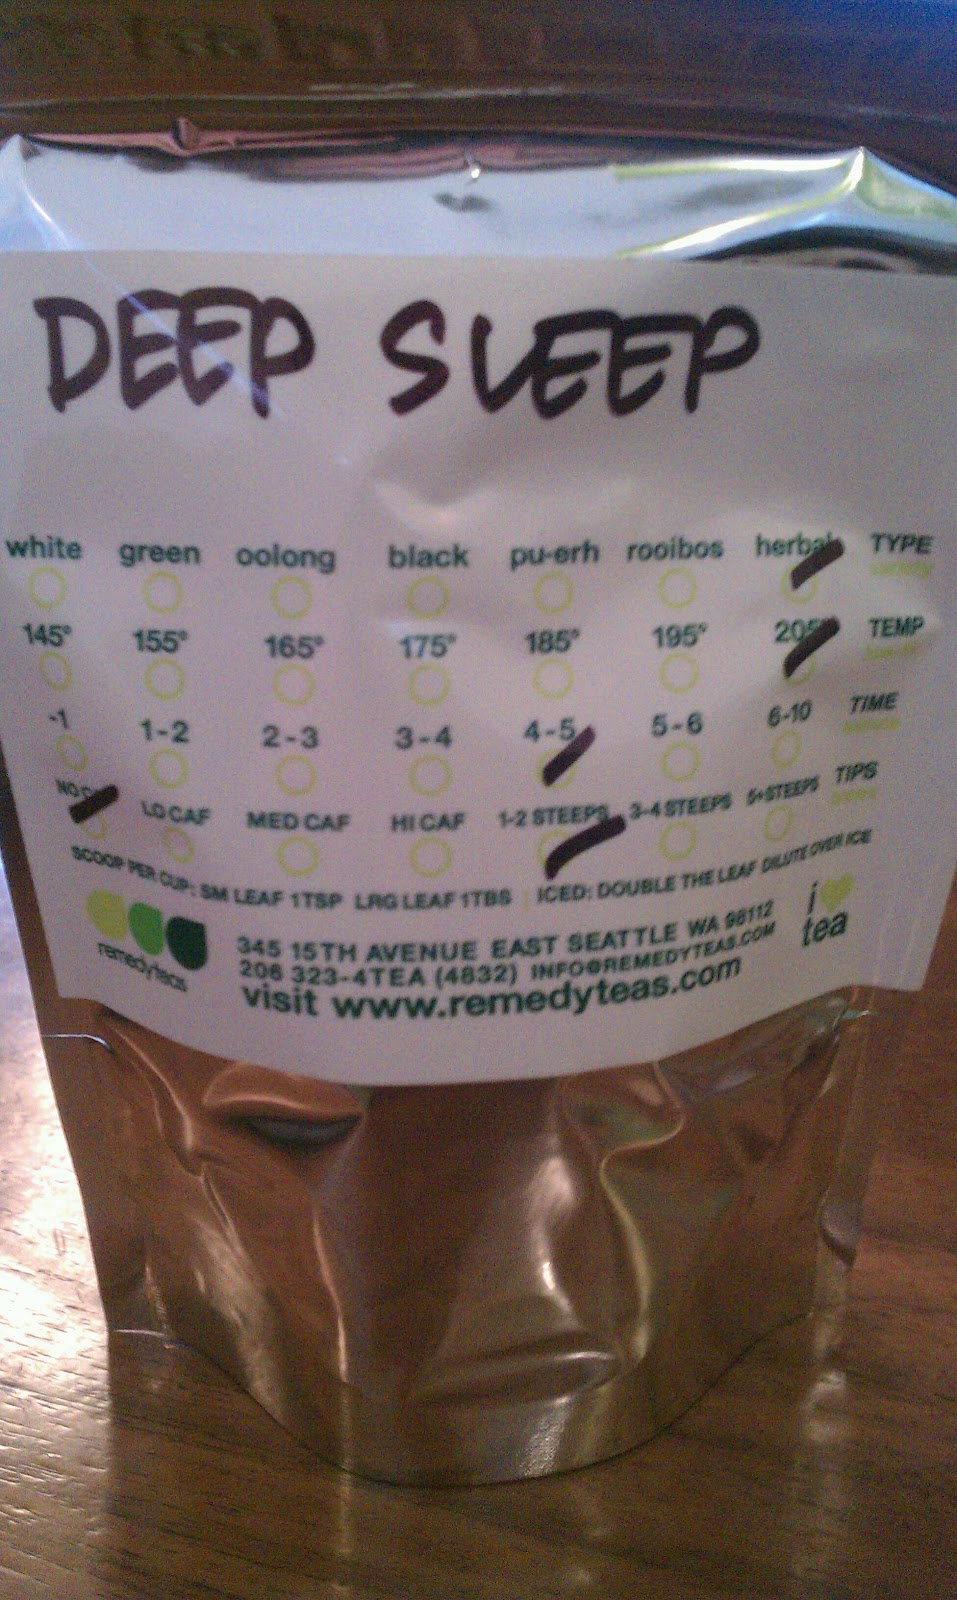 DEEP SLEEP
white green oolong black pu-erh rooibos herbal TYPE
145° 155° 165° 175° 185° 195° 205° TEMP
-1 1-2 2-3 3-4 4-5 5-6 6-10 TIME
NO LO CAF MED CAF HI CAF 1-2 STEEPS 3-4 STEEPS 5+ STEEPS TIPS
SCOOP PER CUP: SM LEAF 1TSP LRG LEAF 1TBS | ICED: DOUBLE THE LEAF DILUTE OVER ICE
remedyteas
345 15TH AVENUE EAST SEATTLE WA 98112
206 323-4TEA (4832) INFO@REMEDYTEAS.COM
visit www.remedyteas.com
i
tea